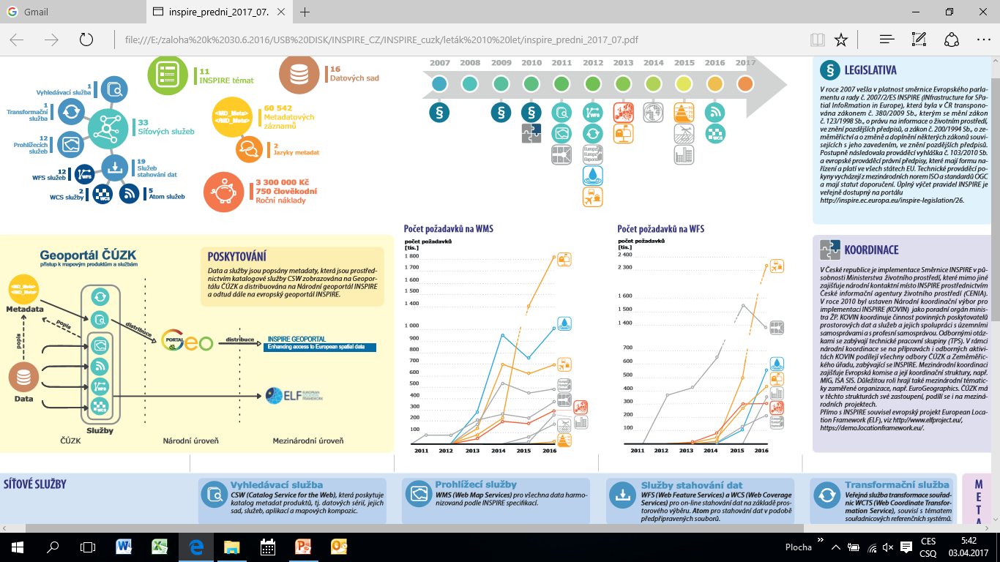 Gmail
inspire_predni_2017_07.
file:///E:/zaloha%20k%2030.6.2016/USB%20DISK/INSPIRE_CZ/INSPIRE_cuzk/leták%2010%20let/inspire_predni_2017_07.pdf
1
Vyhledávací služba
1
Transformační
služba
12
Prohlížecích
služeb
33
Síťových služeb
19
Služeb
stahování dat
12
WFS služeb
WFS
2
WCS služby
WCS
5
Atom služeb
11
INSPIRE témat
16
Datových sad
<MD_Meta>
</MD_Meta>
60 542
Metadatových
záznamů
2
Jazyky metadat
3 300 000 Kč
750 člověkodní
Roční náklady
2007 2008 2009 2010 2011 2012 2013 2014 2015 2016 2017
§ § §
WFS
WCS
§ LEGISLATIVA
V roce 2007 vešla v platnost směrnice Evropského parla-
mentu a rady č. 2007/2/ES INSPIRE (INfrastructure for SPa-
tial InfoRmation in Europe), která byla v ČR transpono-
vána zákonem č. 380/2009 Sb., kterým se mění zákon
č. 123/1998 Sb., o právu na informace o životním prostředí,
ve znění pozdějších předpisů, a zákon č. 200/1994 Sb., o ze-
měměřictví a o změně a doplnění některých zákonů souvi-
sejících s jeho zavedením, ve znění pozdějších předpisů.
Postupně následovala prováděcí vyhláška č. 103/2010 Sb.
a evropské prováděcí právní předpisy, které mají formu na-
řízení a platí ve všech státech EU. Technické prováděcí po-
kyny vycházejí z mezinárodních norem ISO a standardů OGC
a mají statut doporučení. Úplný výčet pravidel INSPIRE je
veřejně dostupný na portálu
http://inspire.ec.europa.eu/inspire-legislation/26.
Geoportál ČÚZK
přístup k mapovým produktům a službám
POSKYTOVÁNÍ
Data a služby jsou popsány metadaty, která jsou prostřed-
nictvím katalogové služby CSW zobrazována na Geopor-
tálu ČÚZK a distribuována na Národní geoportál INSPIRE
a odtud dále na evropský geoportál INSPIRE.
<MD_Meta>
</MD_Meta>
Metadata
popis
popis
distribuce
PORTAL
geo
distribuce
INSPIRE GEOPORTAL
Enhancing access to European spatial data
WFS
WCS
Data
Služby
ELF EUROPEAN LOCATION FRAMEWORK
ČÚZK
Národní úroveň
Mezinárodní úroveň
Počet požadavků na WMS
počet požadavků
[tis.]
1 800
1 700
1 600
1 500
1 400
1 000
900
800
700
600
500
400
300
200
100
2011 2012 2013 2014 2015 2016
Počet požadavků na WFS
počet požadavků
[tis.]
2 400
2 300
1 600
1 500
1 400
700
600
500
400
300
200
100
2011 2012 2013 2014 2015 2016
KOORDINACE
V České republice je implementace Směrnice INSPIRE v pů-
sobnosti Ministerstva životního prostředí, které mimo jiné
zajišťuje národní kontaktní místo INSPIRE prostřednictvím
České informační agentury životního prostředí (CENIA).
V roce 2010 byl ustaven Národní koordinační výbor pro
implementaci INSPIRE (KOVIN) jako poradní orgán minis-
tra ŽP. KOVIN koordinuje činnost povinných poskytovatelů
prostorových dat a služeb a jejich spolupráci s územními
samosprávami a s profesní samosprávou. Odbornými otáz-
kami se zabývají technické pracovní skupiny (TPS). V rámci
národní koordinace se na přípravách i odborných aktivi-
tách KOVIN podílejí všechny odbory ČÚZK a Zeměměřic-
kého úřadu, zabývající se INSPIRE. Mezinárodní koordinaci
zajišťuje Evropská komise a její koordinační struktury, např.
MIG, ISA SIS. Důležitou roli hrají také mezinárodní tématic-
ky zaměřené organizace, např. EuroGeographics. ČÚZK má
v těchto strukturách své zastoupení, podílí se i na meziná-
rodních projektech.
Přímo s INSPIRE souvisel evropský projekt European Loca-
tion Framework (ELF), viz http://www.elfproject.eu/,
https://demo.locationframework.eu/.
SÍŤOVÉ SLUŽBY
Vyhledávací služba
CSW (Catalog Service for the Web), která poskytuje
katalog metadat produktů, tj. datových sérií, jejich
sad, služeb, aplikací a mapových kompozic.
Prohlížecí služby
WMS (Web Map Services) pro všechna data harmo-
nizovaná podle INSPIRE specifikací.
Služby stahování dat
WFS (Web Feature Services) a WCS (Web Coverage
Services) pro on-line stahování dat na základě pros-
torového výběru. Atom pro stahování dat v podobě
předpřipravených souborů.
Transformační služba
Veřejná služba transformace souřad-
nic WCTS (Web Coordinate Transfor-
mation Service), souvisí s tématem
souřadnicových referenčních systémů.
M
E
T
A
Plocha
CES
CSQ
5:42
03.04.2017